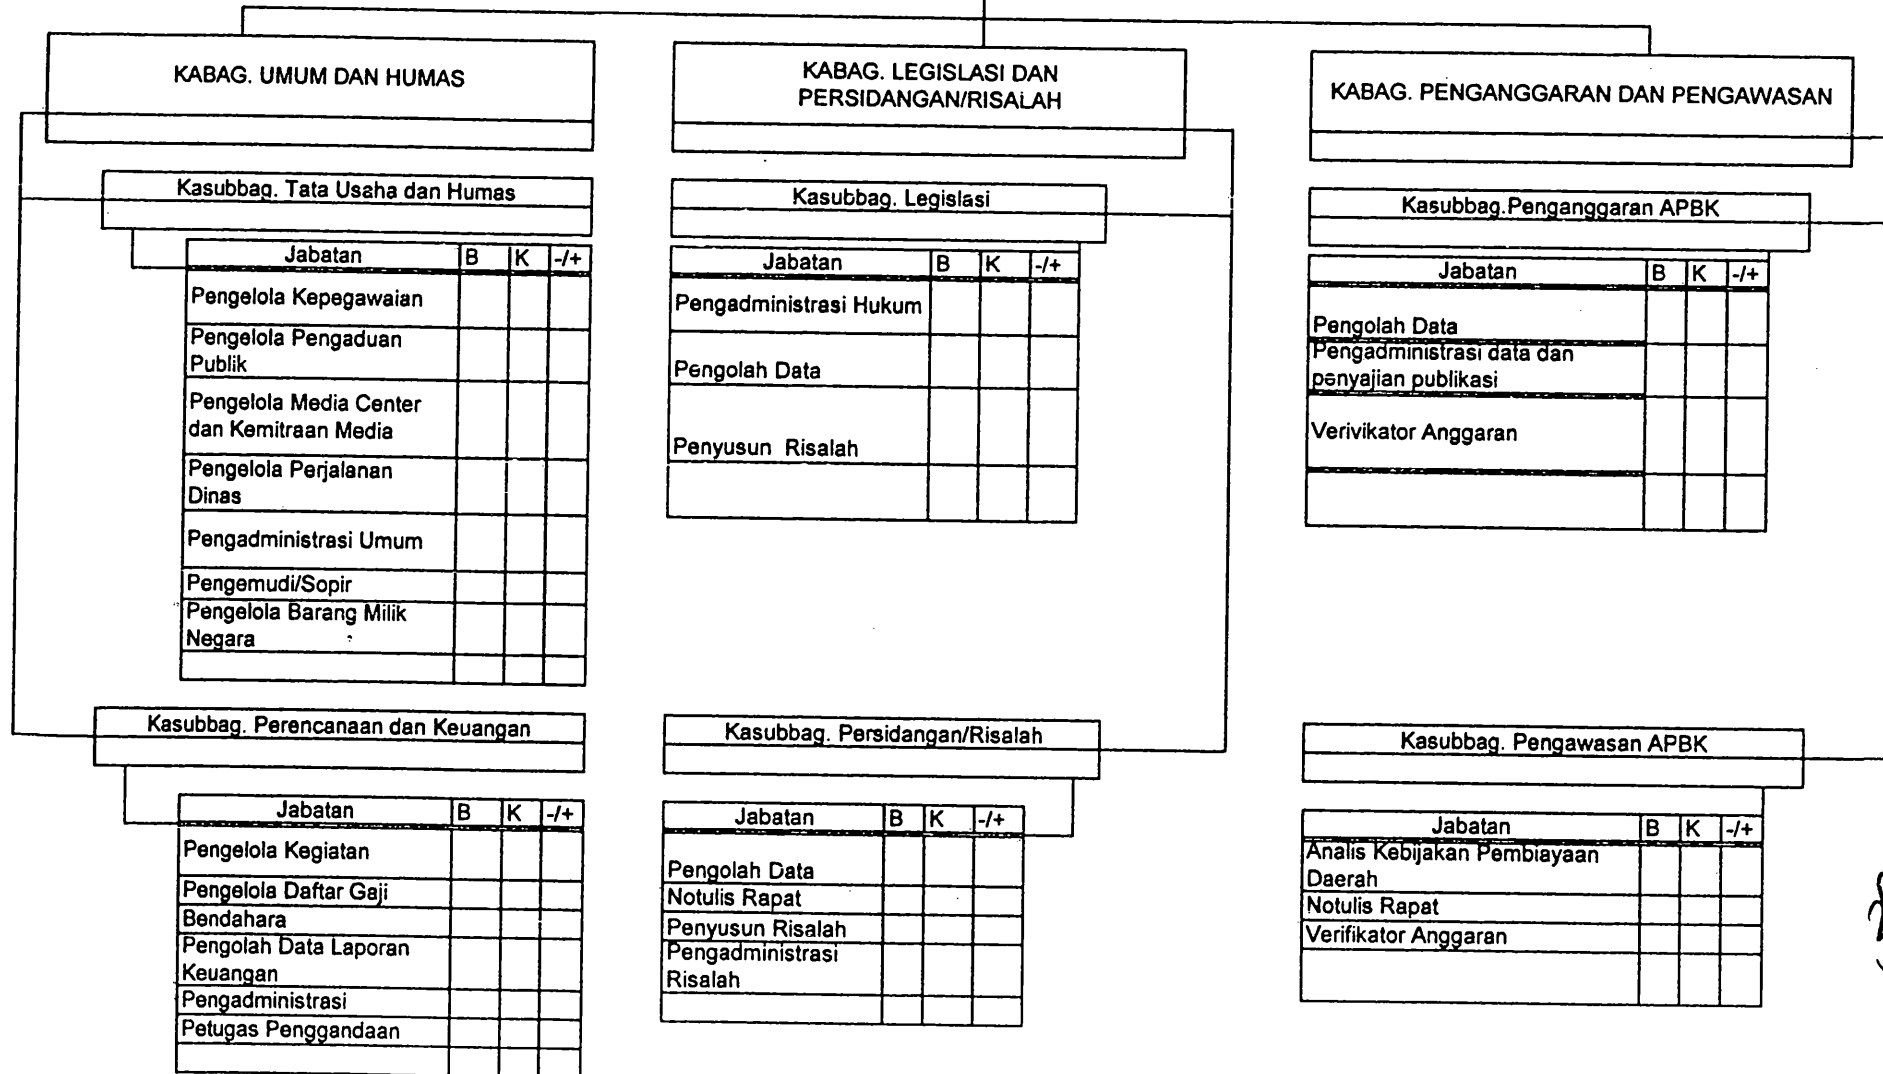 KABAG. UMUM DAN HUMAS
Kasubbag. Tata Usaha dan Humas
Jabatan B K -/+
Pengelola Kepegawaian
Pengelola Pengaduan
Publik
Pengelola Media Center
dan Kemitraan Media
Pengelola Perjalanan
Dinas
Pengadministrasi Umum
Pengemudi/Sopir
Pengelola Barang Milik
Negara
Kasubbag. Perencanaan dan Keuangan
Jabatan B K -/+
Pengelola Kegiatan
Pengelola Daftar Gaji
Bendahara
Pengolah Data Laporan
Keuangan
Pengadministrasi
Petugas Penggandaan
KABAG. LEGISLASI DAN
PERSIDANGAN/RISALAH
Kasubbag. Legislasi
Jabatan B K -/+
Pengadministrasi Hukum
Pengolah Data
Penyusun Risalah
Kasubbag. Persidangan/Risalah
Jabatan B K -/+
Pengolah Data
Notulis Rapat
Penyusun Risalah
Pengadministrasi
Risalah
KABAG. PENGANGGARAN DAN PENGAWASAN
Kasubbag.Penganggaran APBK
Jabatan B K -/+
Pengolah Data
Pengadministrasi data dan
penyajian publikasi
Verivikator Anggaran
Kasubbag. Pengawasan APBK
Jabatan B K -/+
Analis Kebijakan Pembiayaan
Daerah
Notulis Rapat
Verifikator Anggaran